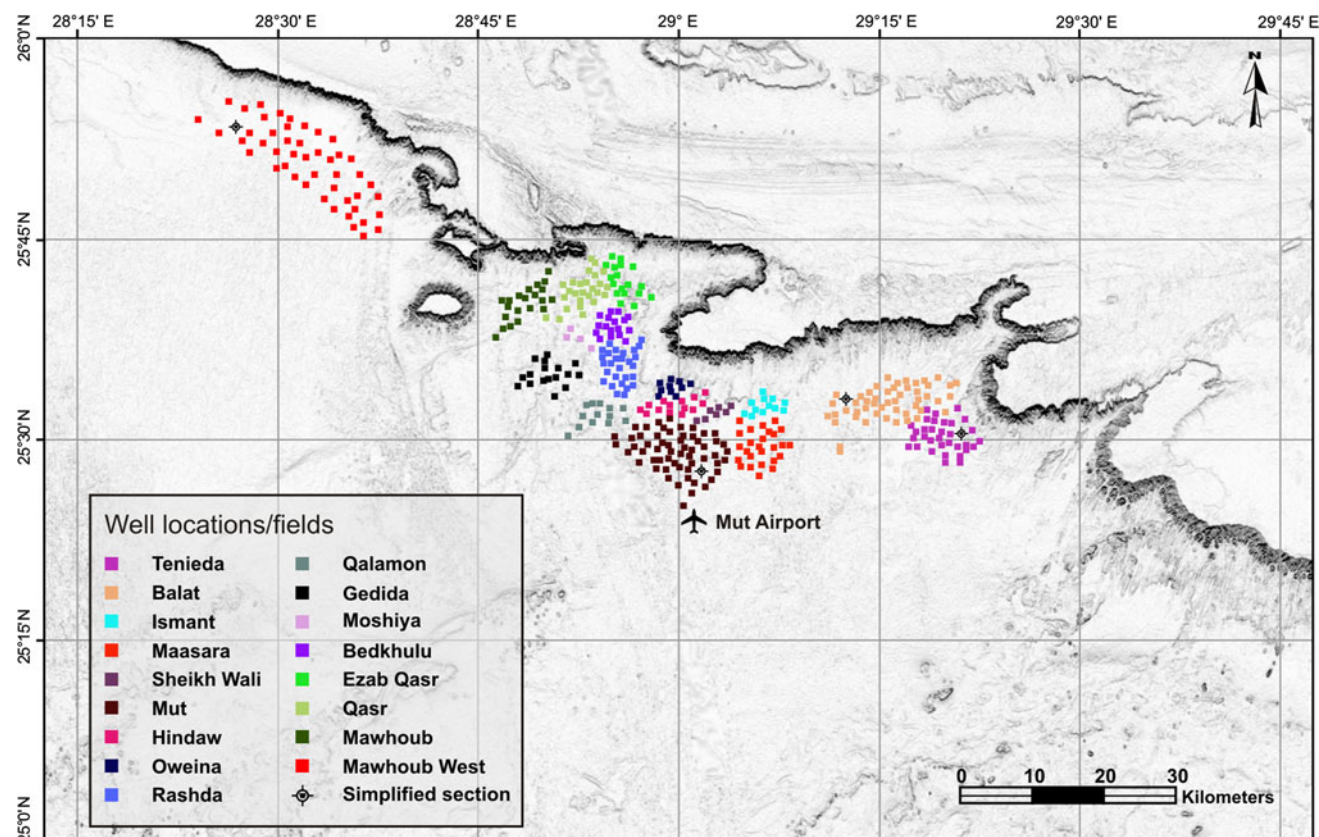 28°15' E 28°30' E 28°45' E 29° E 29°15' E 29°30' E 29°45' E
26°0'N
N
25°45'N
25°30'N
Mut Airport
25°15'N
25°0'N
Well locations/fields
Tenieda
Balat
Ismant
Maasara
Sheikh Wali
Mut
Hindaw
Oweina
Rashda
Qalamon
Gedida
Moshiya
Bedkhulu
Ezab Qasr
Qasr
Mawhoub
Mawhoub West
Simplified section
0 10 20 30
Kilometers